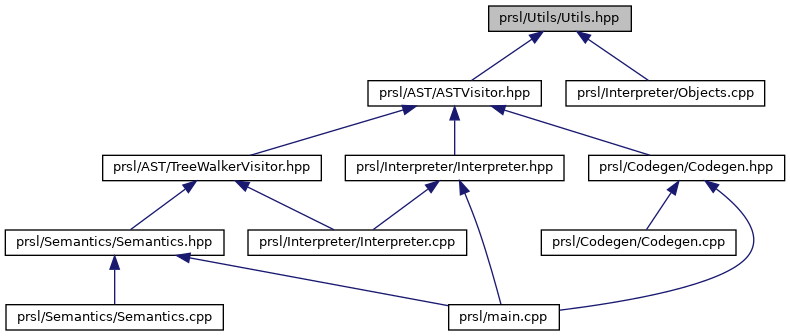 prsl/Utils/Utils.hpp
prsl/AST/ASTVisitor.hpp
prsl/Interpreter/Objects.cpp
prsl/AST/TreeWalkerVisitor.hpp
prsl/Interpreter/Interpreter.hpp
prsl/Codegen/Codegen.hpp
prsl/Semantics/Semantics.hpp
prsl/Interpreter/Interpreter.cpp
prsl/Codegen/Codegen.cpp
prsl/Semantics/Semantics.cpp
prsl/main.cpp